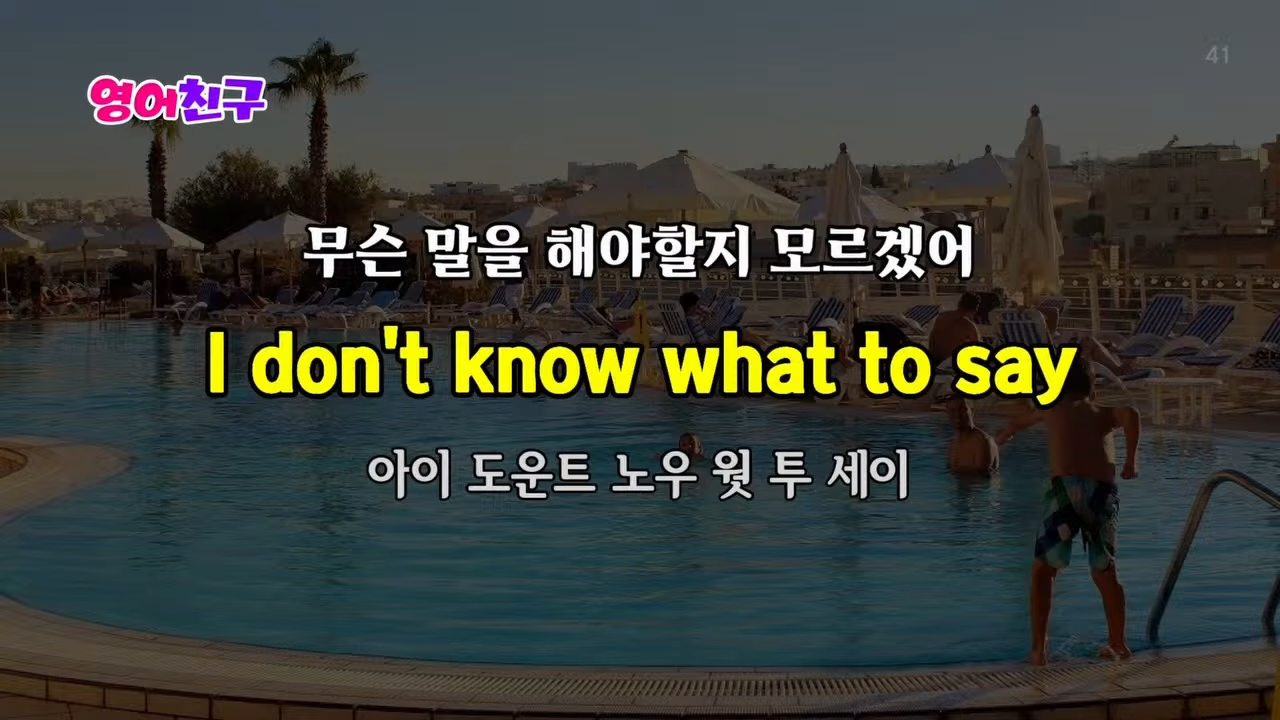 41
영어친구
무슨 말을 해야할지 모르겠어
I don't know what to say
아이 도운트 노우 웟 투 세이